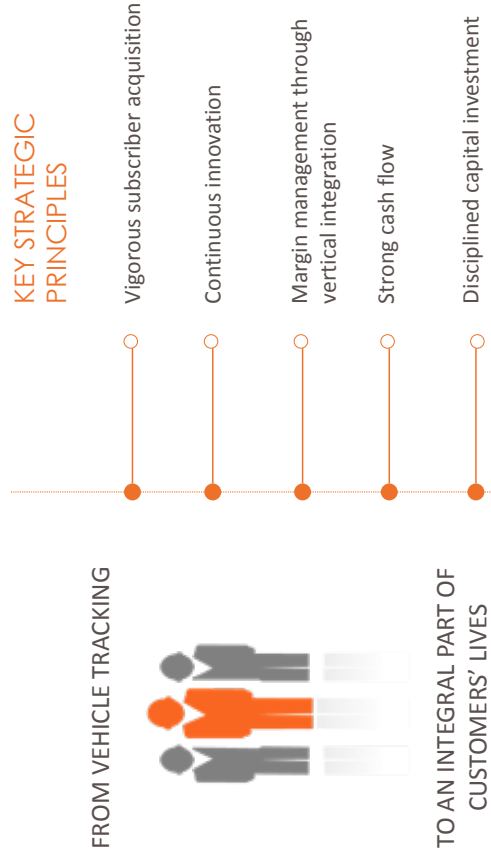 FROM VEHICLE TRACKING
TO AN INTEGRAL PART OF
CUSTOMERS’ LIVES
KEY STRATEGIC
PRINCIPLES
Vigorous subscriber acquisition
Continuous innovation
Margin management through
vertical integration
Strong cash flow
Disciplined capital investment